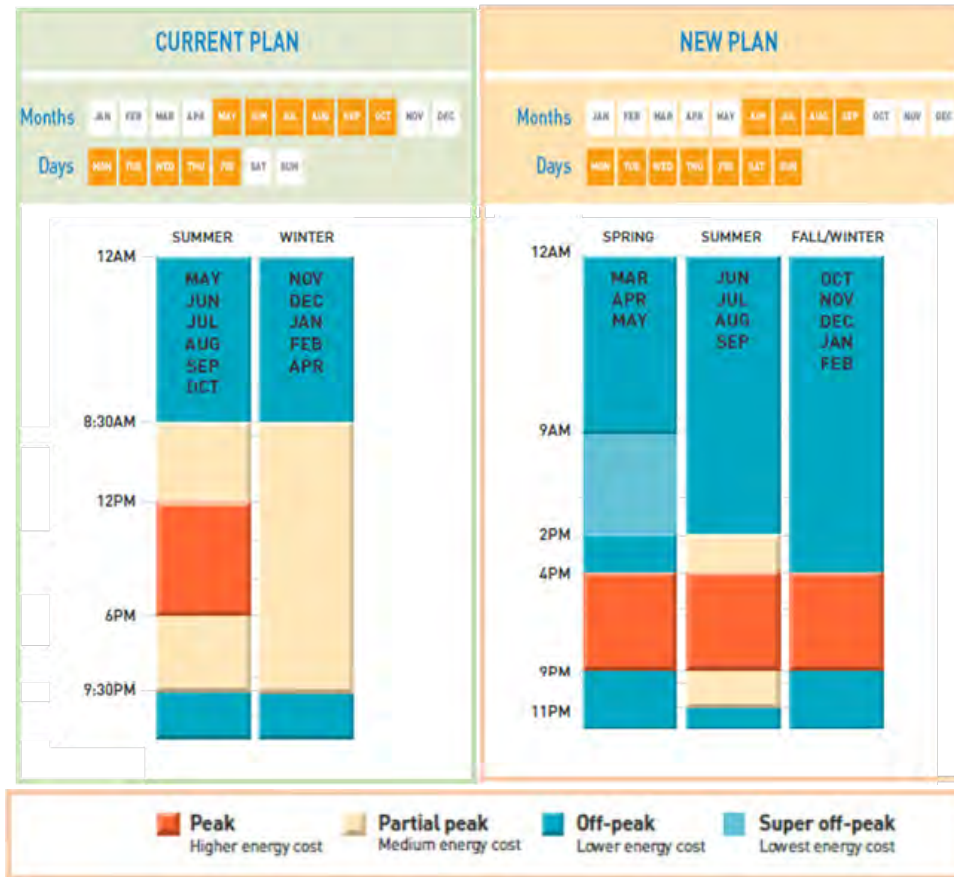 CURRENT PLAN
Months JAN FEB MAR APR MAY JUN JUL AUG SEP OCT NOV DEC
Days MON TUE WED THU FRI SAT SUN
SUMMER WINTER
12AM
MAY NOV
JUN DEC
JUL JAN
AUG FEB
SEP APR
OCT
8:30AM
12PM
6PM
9:30PM
NEW PLAN
Months JAN FEB MAR APR MAY JUN JUL AUG SEP OCT NOV DEC
Days MON TUE WED THU FRI SAT SUN
SPRING SUMMER FALL/WINTER
12AM
MAR JUN OCT
APR JUL NOV
MAY AUG DEC
SEP JAN
FEB
9AM
2PM
4PM
9PM
11PM
Peak Partial peak Off-peak Super off-peak
Higher energy cost Medium energy cost Lower energy cost Lowest energy cost